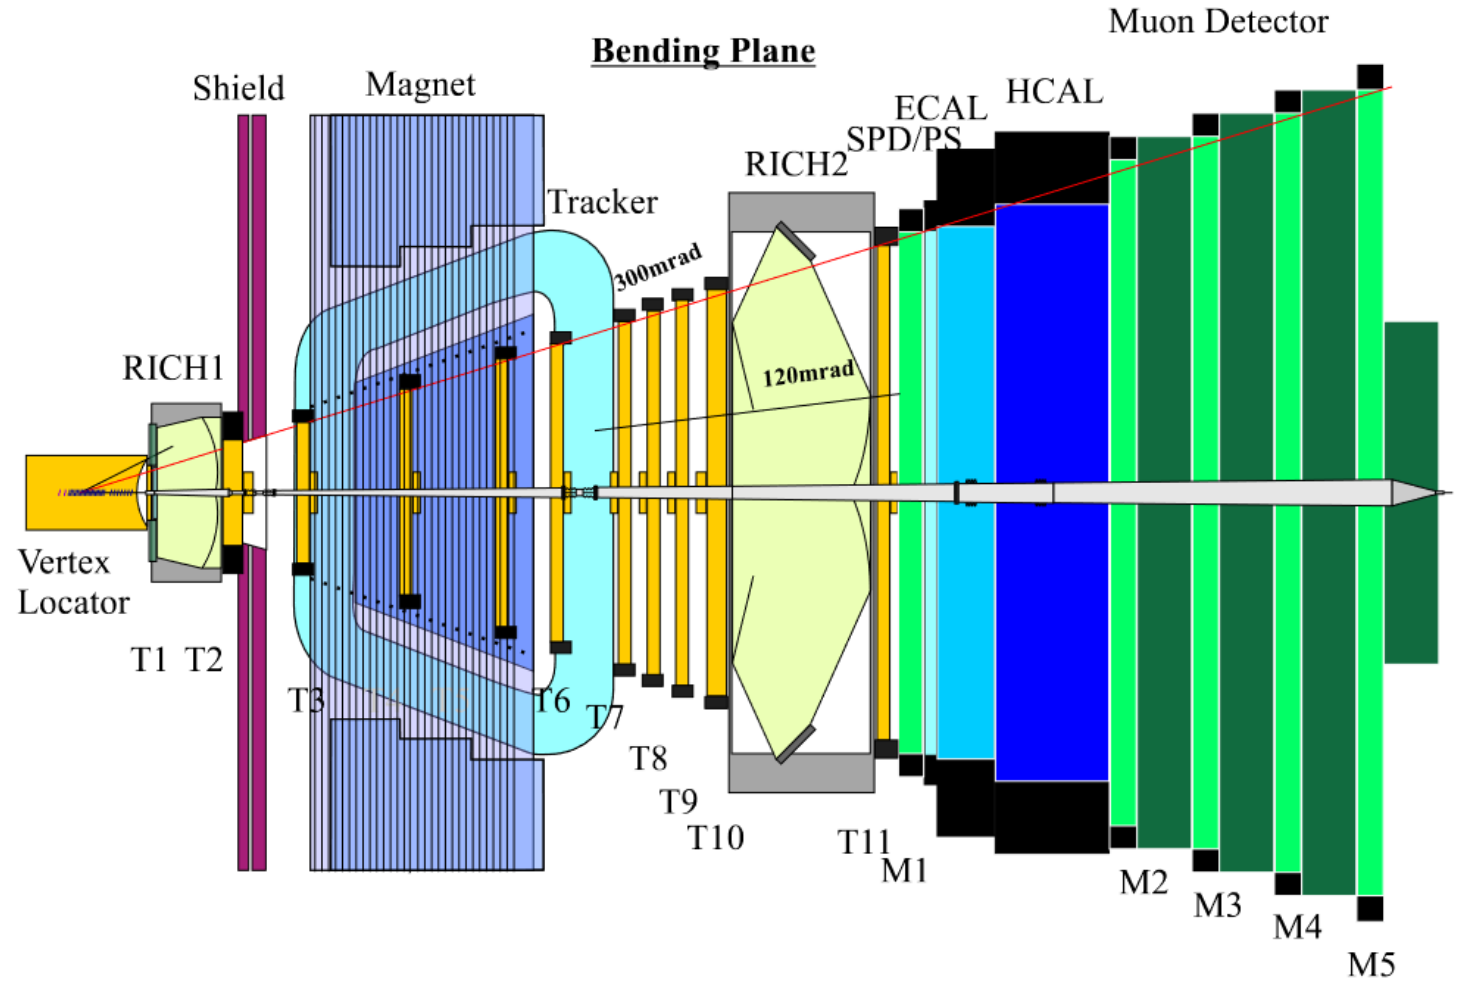 Muon Detector
Bending Plane
Shield
Magnet
HCAL
ECAL
SPD/PS
RICH2
Tracker
300mrad
RICH1
120mrad
Vertex
Locator
T1 T2
T3
T6
T7
T8
T9
T10
T11
M1
M2
M3
M4
M5